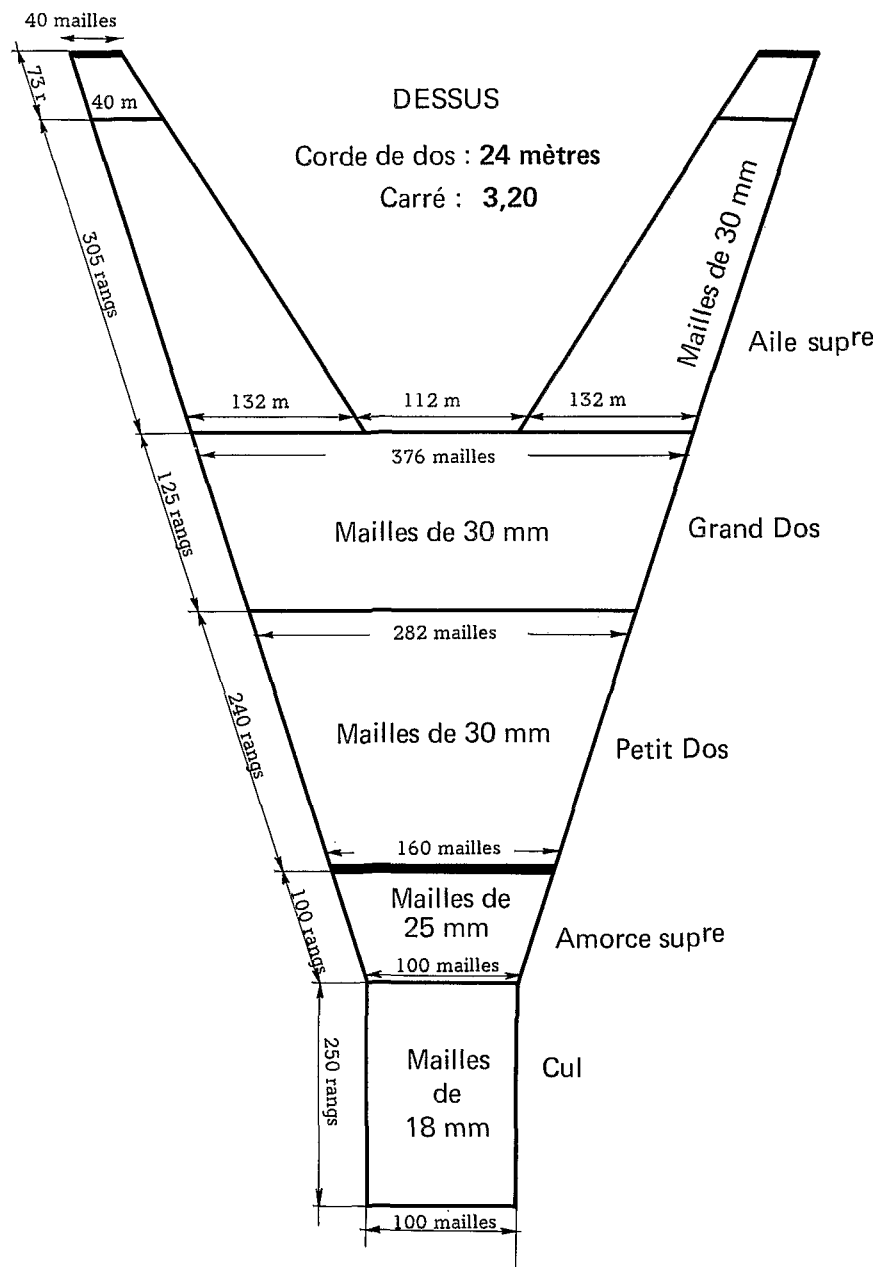 40 mailles
73 r.
40 m
DESSUS
Corde de dos : 24 mètres
Carré : 3,20
305 rangs
Mailles de 30 mm
Aile supre
132 m
112 m
132 m
376 mailles
125 rangs
Mailles de 30 mm
Grand Dos
282 mailles
240 rangs
Mailles de 30 mm
Petit Dos
160 mailles
100 rangs
Mailles de
25 mm
Amorce supre
100 mailles
250 rangs
Mailles
de
18 mm
Cul
100 mailles